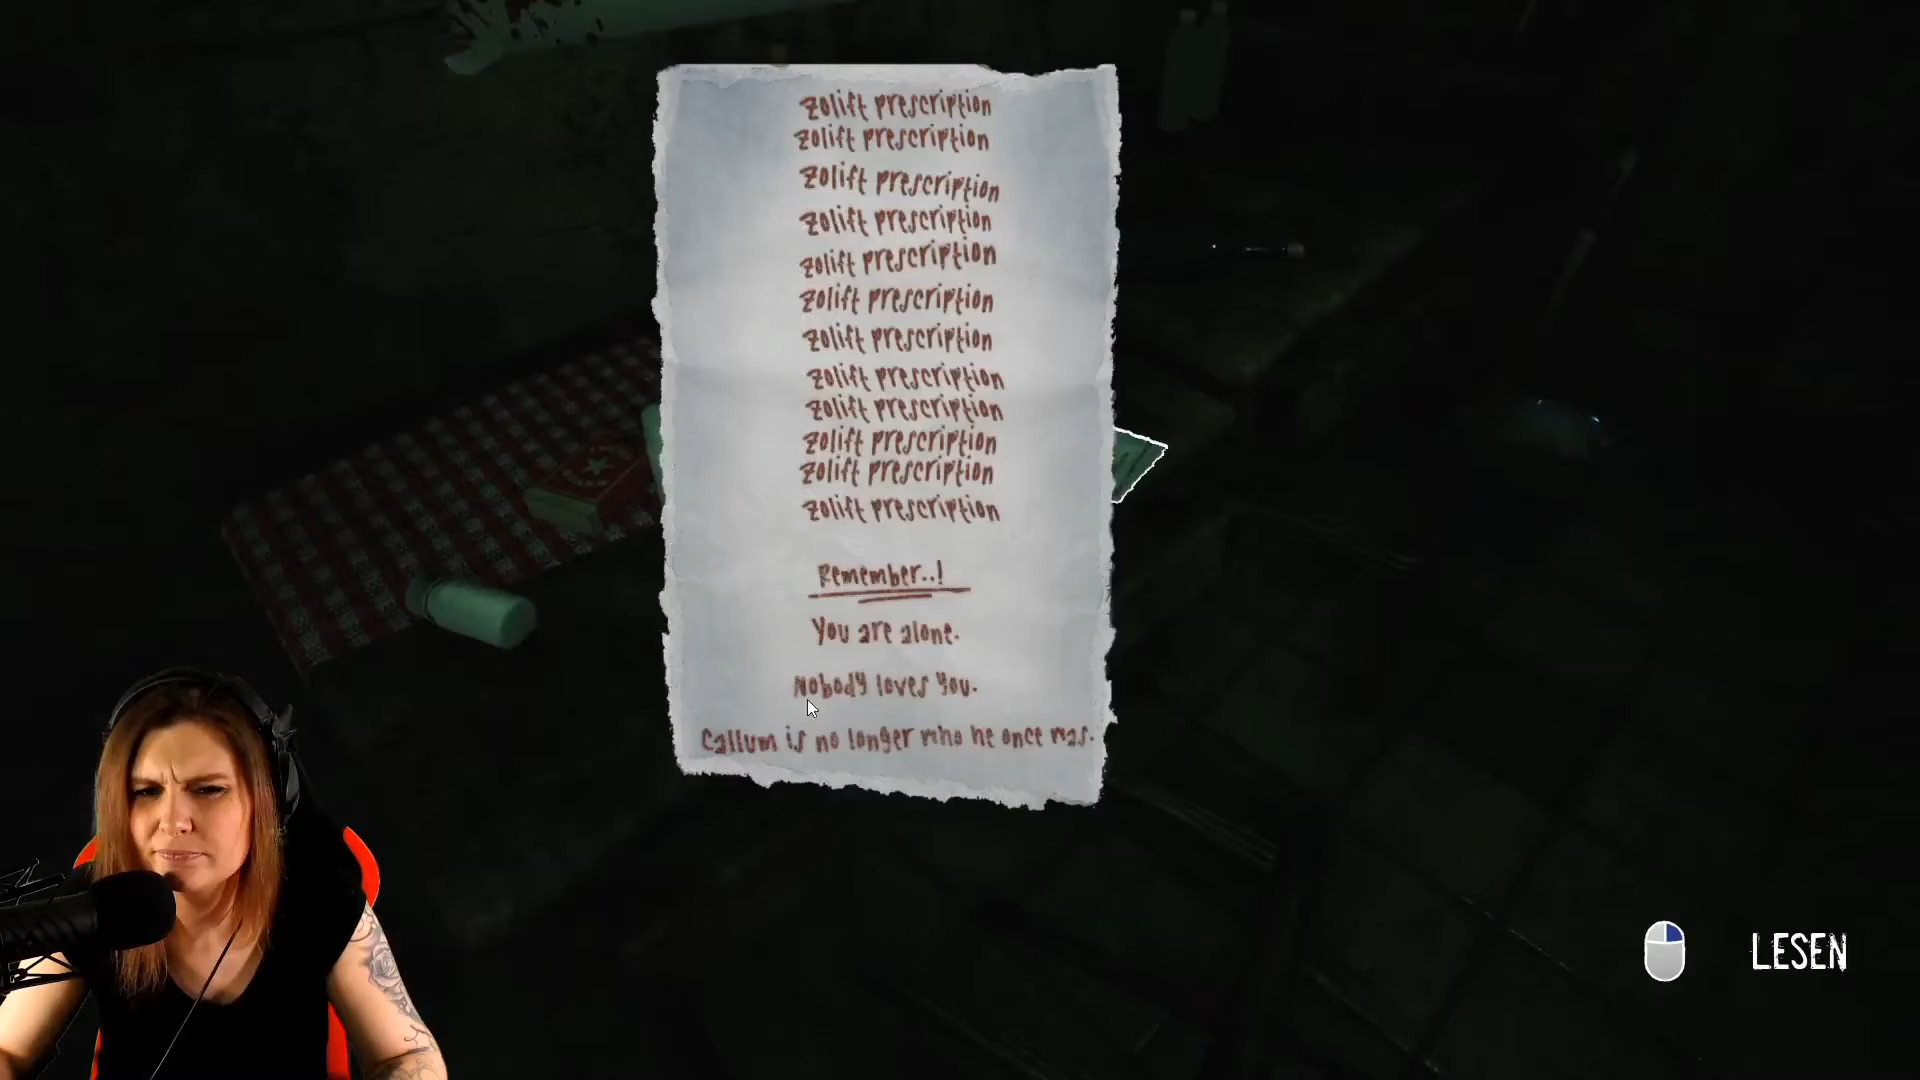 Zolift prescription
Zolift prescription
Zolift prescription
Zolift prescription
Zolift prescription
Zolift prescription
Zolift prescription
Zolift prescription
Zolift prescription
Zolift prescription
Zolift prescription
Zolift prescription
Remember..!
You are alone.
Nobody loves you.
Callum is no longer who he once was.
LESEN